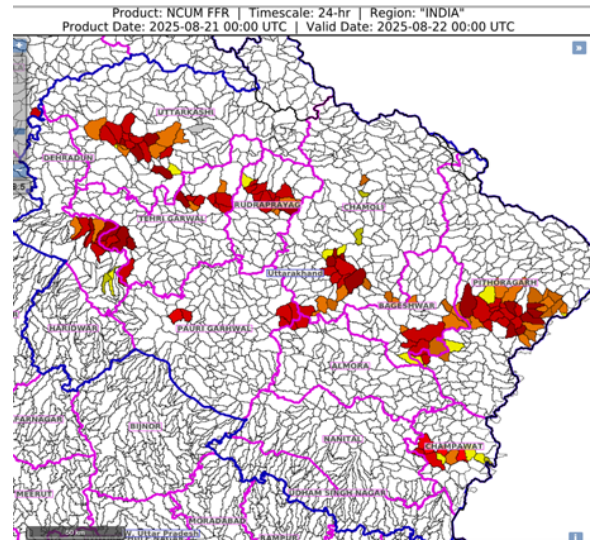 Product: NCUM FFR | Timescale: 24-hr | Region: "INDIA"
Product Date: 2025-08-21 00:00 UTC | Valid Date: 2025-08-22 00:00 UTC
»
UTTARKASHI
DEHRADUN
TEHRI GARWAL
RUDRAPRAYAG
CHAMOLI
Uttarakhand
PITHORAGARH
BAGESHWAR
HARIDWAR
PAURI GARHWAL
ALMORA
BIJNOR
NANITAL
CHAMPAWAT
MEERUT
UDHAM SINGH NAGAR
MORADABAD
Uttar Pradesh
RAMPUR